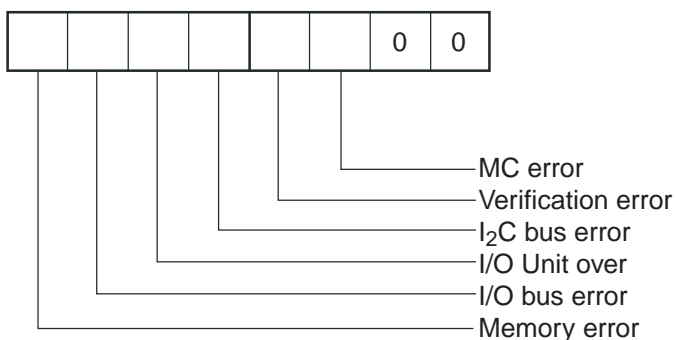 0 0
MC error
Verification error
I2C bus error
I/O Unit over
I/O bus error
Memory error